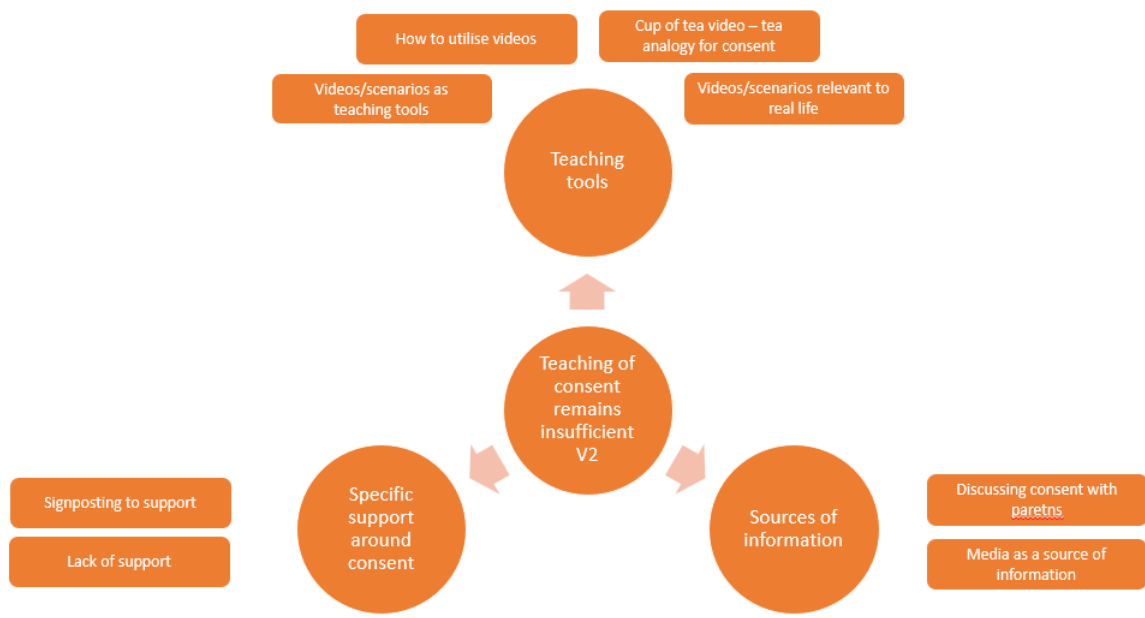 How to utilise videos
Cup of tea video – tea
analogy for consent
Videos/scenarios as
teaching tools
Videos/scenarios relevant to
real life
Teaching
tools
Teaching of
consent
remains
insufficient
V2
Specific
support
around
consent
Signposting to support
Lack of support
Sources of
information
Discussing consent with
paretns
Media as a source of
information